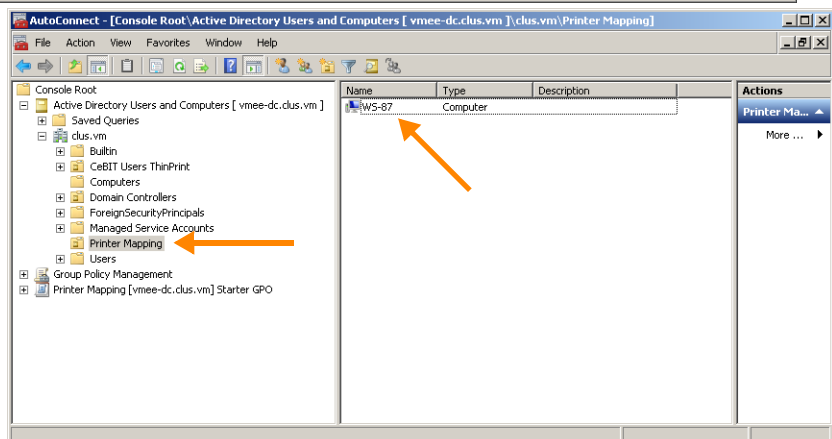 AutoConnect - [Console Root\Active Directory Users and Computers [ vmee-dc.clus.vm ]\clus.vm\Printer Mapping]
File Action View Favorites Window Help
Console Root
Active Directory Users and Computers [ vmee-dc.clus.vm ]
Saved Queries
clus.vm
Builtin
CeBIT Users ThinPrint
Computers
Domain Controllers
ForeignSecurityPrincipals
Managed Service Accounts
Printer Mapping
Users
Group Policy Management
Printer Mapping [vmee-dc.clus.vm] Starter GPO
Name Type Description
WS-87 Computer
Actions
Printer Ma...
More ...